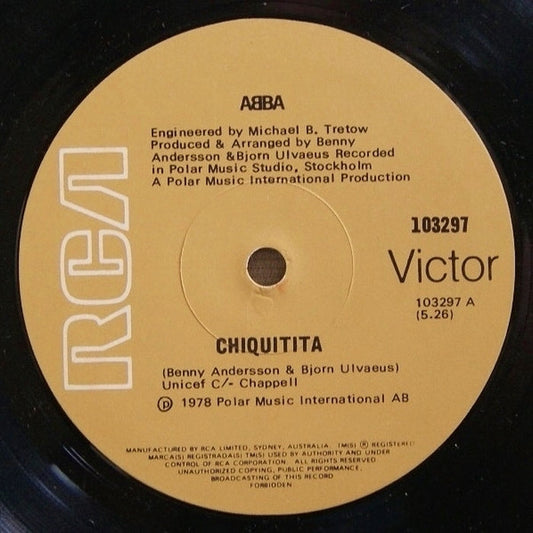 ABBA
Engineered by Michael B. Tretow
Produced & Arranged by Benny
Andersson &Bjorn Ulvaeus Recorded
in Polar Music Studio, Stockholm
A Polar Music International Production
RCA
103297
Victor
103297 A
(5.26)
CHIQUITITA
(Benny Andersson & Bjorn Ulvaeus)
Unicef C/- Chappell
℗ 1978 Polar Music International AB
MANUFACTURED BY RCA LIMITED, SYDNEY, AUSTRALIA. TM(S) ® REGISTERED
MARCA(S) REGISTRADA(S) TM(S) USED BY AUTHORITY AND UNDER
CONTROL OF RCA CORPORATION. ALL RIGHTS RESERVED
UNAUTHORIZED COPYING, PUBLIC PERFORMANCE,
BROADCASTING OF THIS RECORD
FORBIDDEN